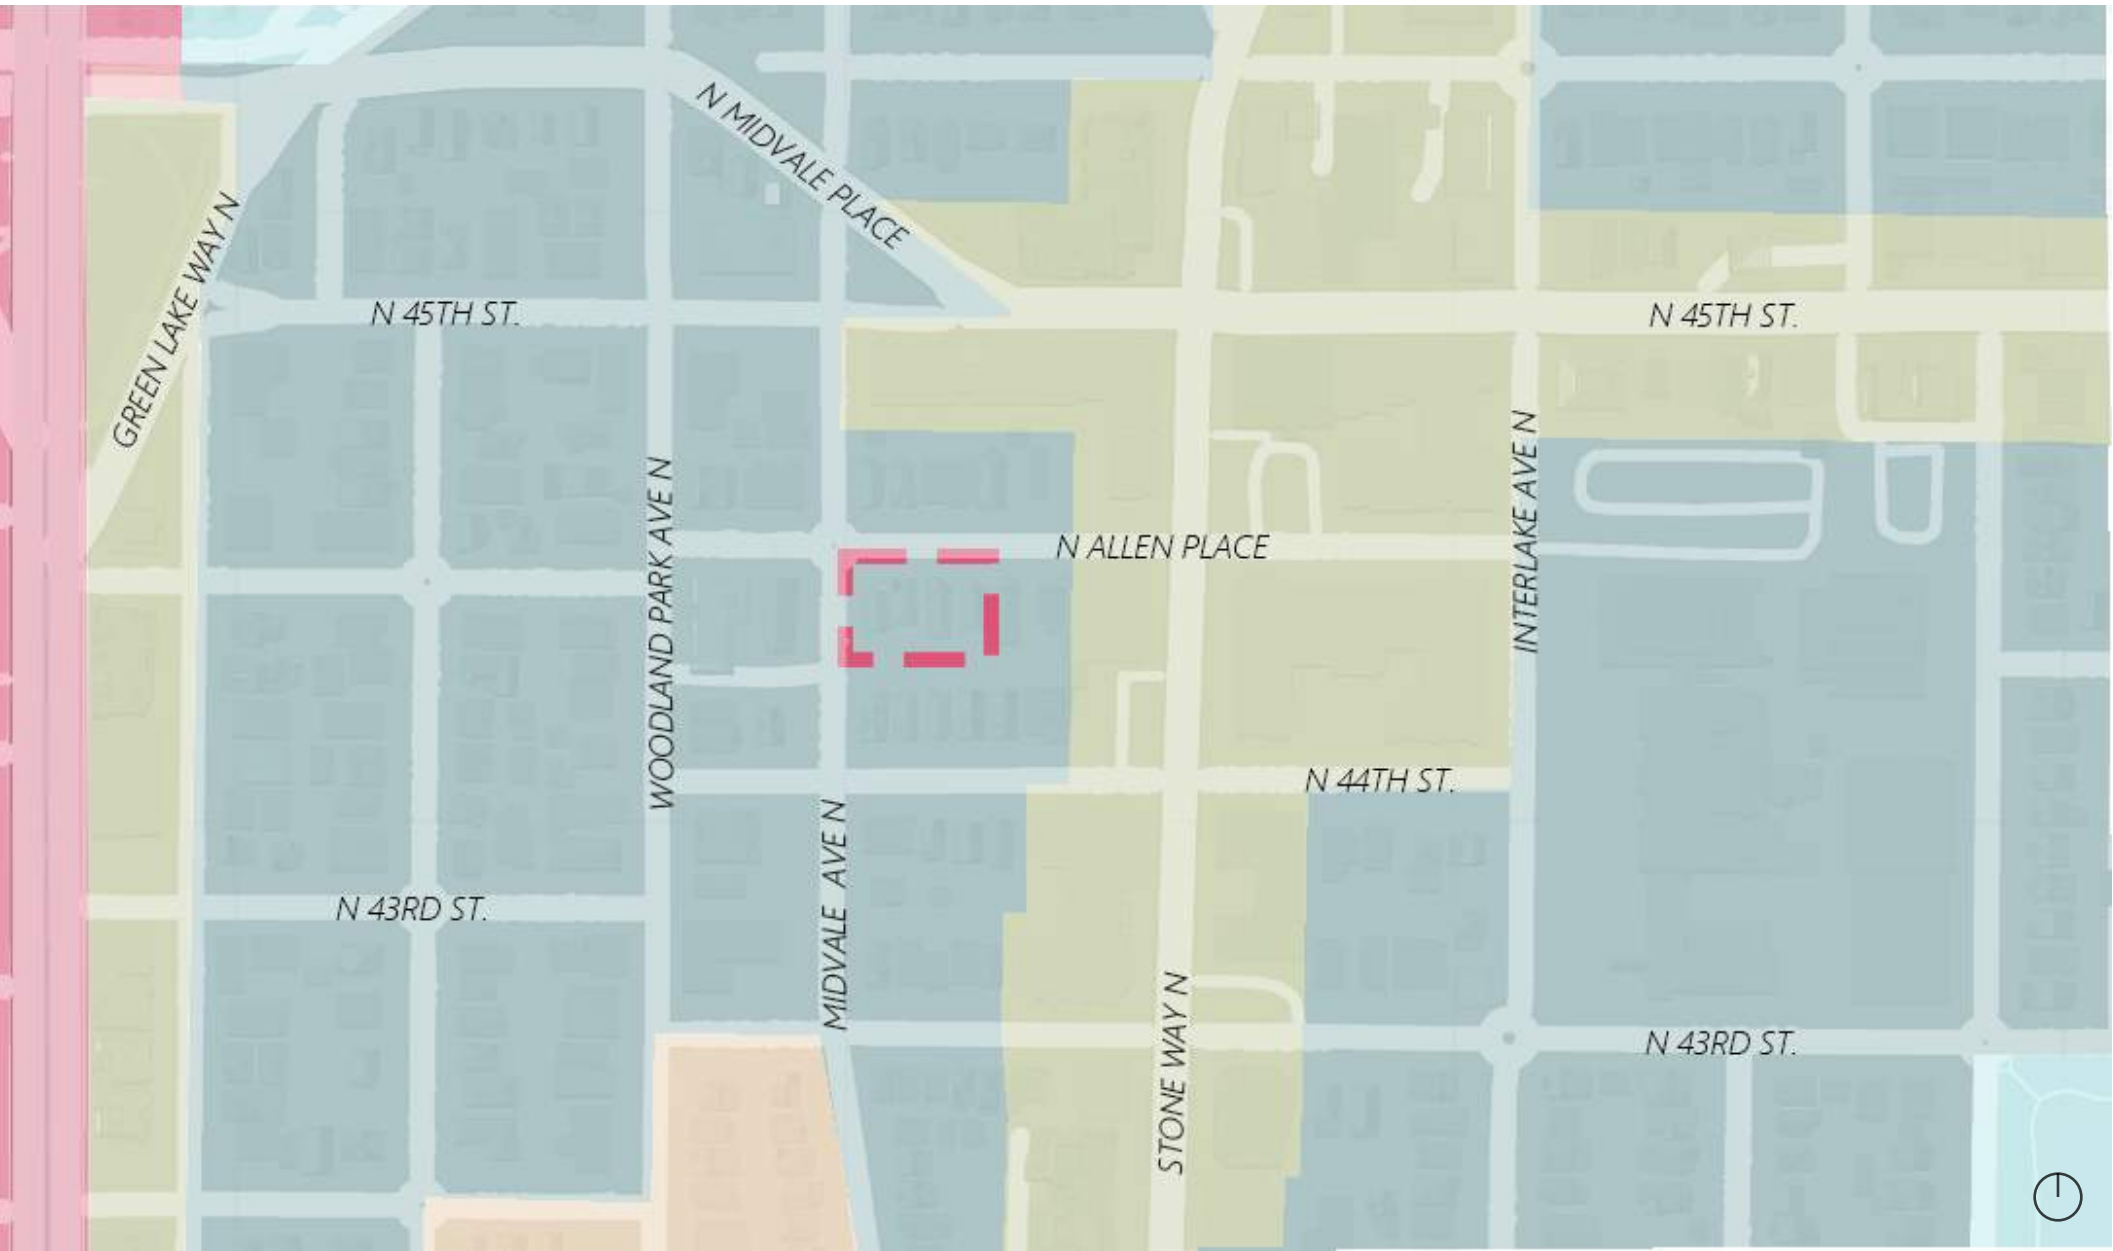 N MIDVALE PLACE
GREEN LAKE WAY N
N 45TH ST.
N 45TH ST.
WOODLAND PARK AVE N
INTERLAKE AVE N
N ALLEN PLACE
N 44TH ST.
MIDVALE AVE N
N 43RD ST.
STONE WAY N
N 43RD ST.